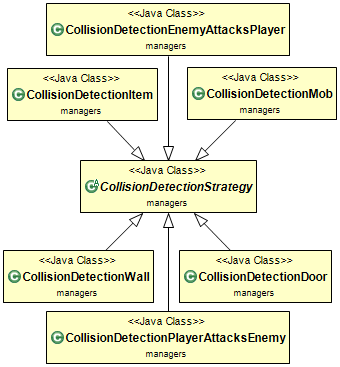 <<Java Class>>
CollisionDetectionEnemyAttacksPlayer
managers
<<Java Class>>
CollisionDetectionItem
managers
<<Java Class>>
CollisionDetectionMob
managers
<<Java Class>>
CollisionDetectionStrategy
managers
<<Java Class>>
CollisionDetectionWall
managers
<<Java Class>>
CollisionDetectionDoor
managers
<<Java Class>>
CollisionDetectionPlayerAttacksEnemy
managers